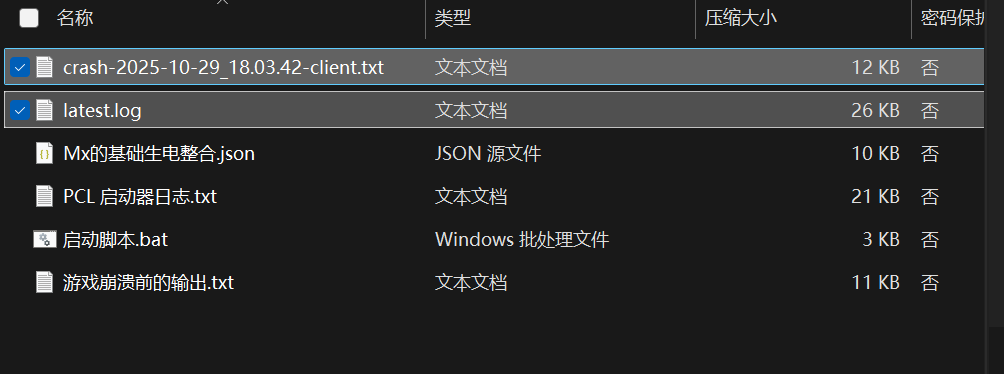 名称 类型 压缩大小 密码保护
crash-2025-10-29_18.03.42-client.txt 文本文档 12 KB 否
latest.log 文本文档 26 KB 否
Mx的基础生电整合.json JSON 源文件 10 KB 否
PCL 启动器日志.txt 文本文档 21 KB 否
启动脚本.bat Windows 批处理文件 3 KB 否
游戏崩溃前的输出.txt 文本文档 11 KB 否